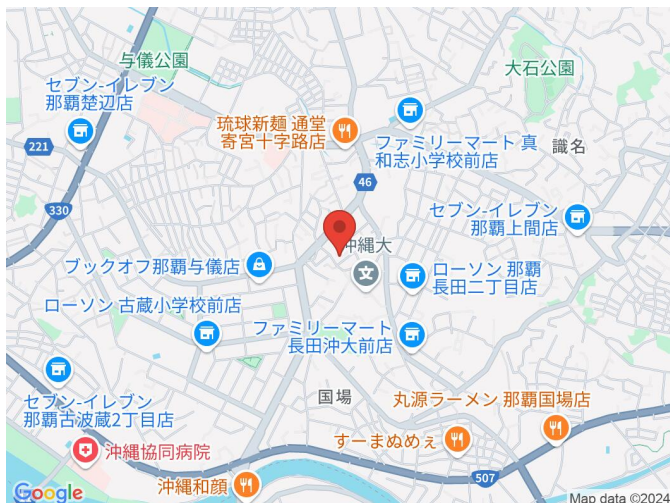 与儀公園
セブン-イレブン
那覇楚辺店
大石公園
琉球新麺 通堂
寄宮十字路店
ファミリーマート 真
和志小学校前店
識名
221
46
330
セブン-イレブン
那覇上間店
沖縄大
ブックオフ那覇与儀店
ローソン 那覇
長田二丁目店
ローソン 古蔵小学校前店
ファミリーマート
長田沖大前店
セブン-イレブン
那覇古波蔵2丁目店
国場
丸源ラーメン 那覇国場店
すーまぬめぇ
沖縄協同病院
沖縄和顔
507
Google
Map data ©2024